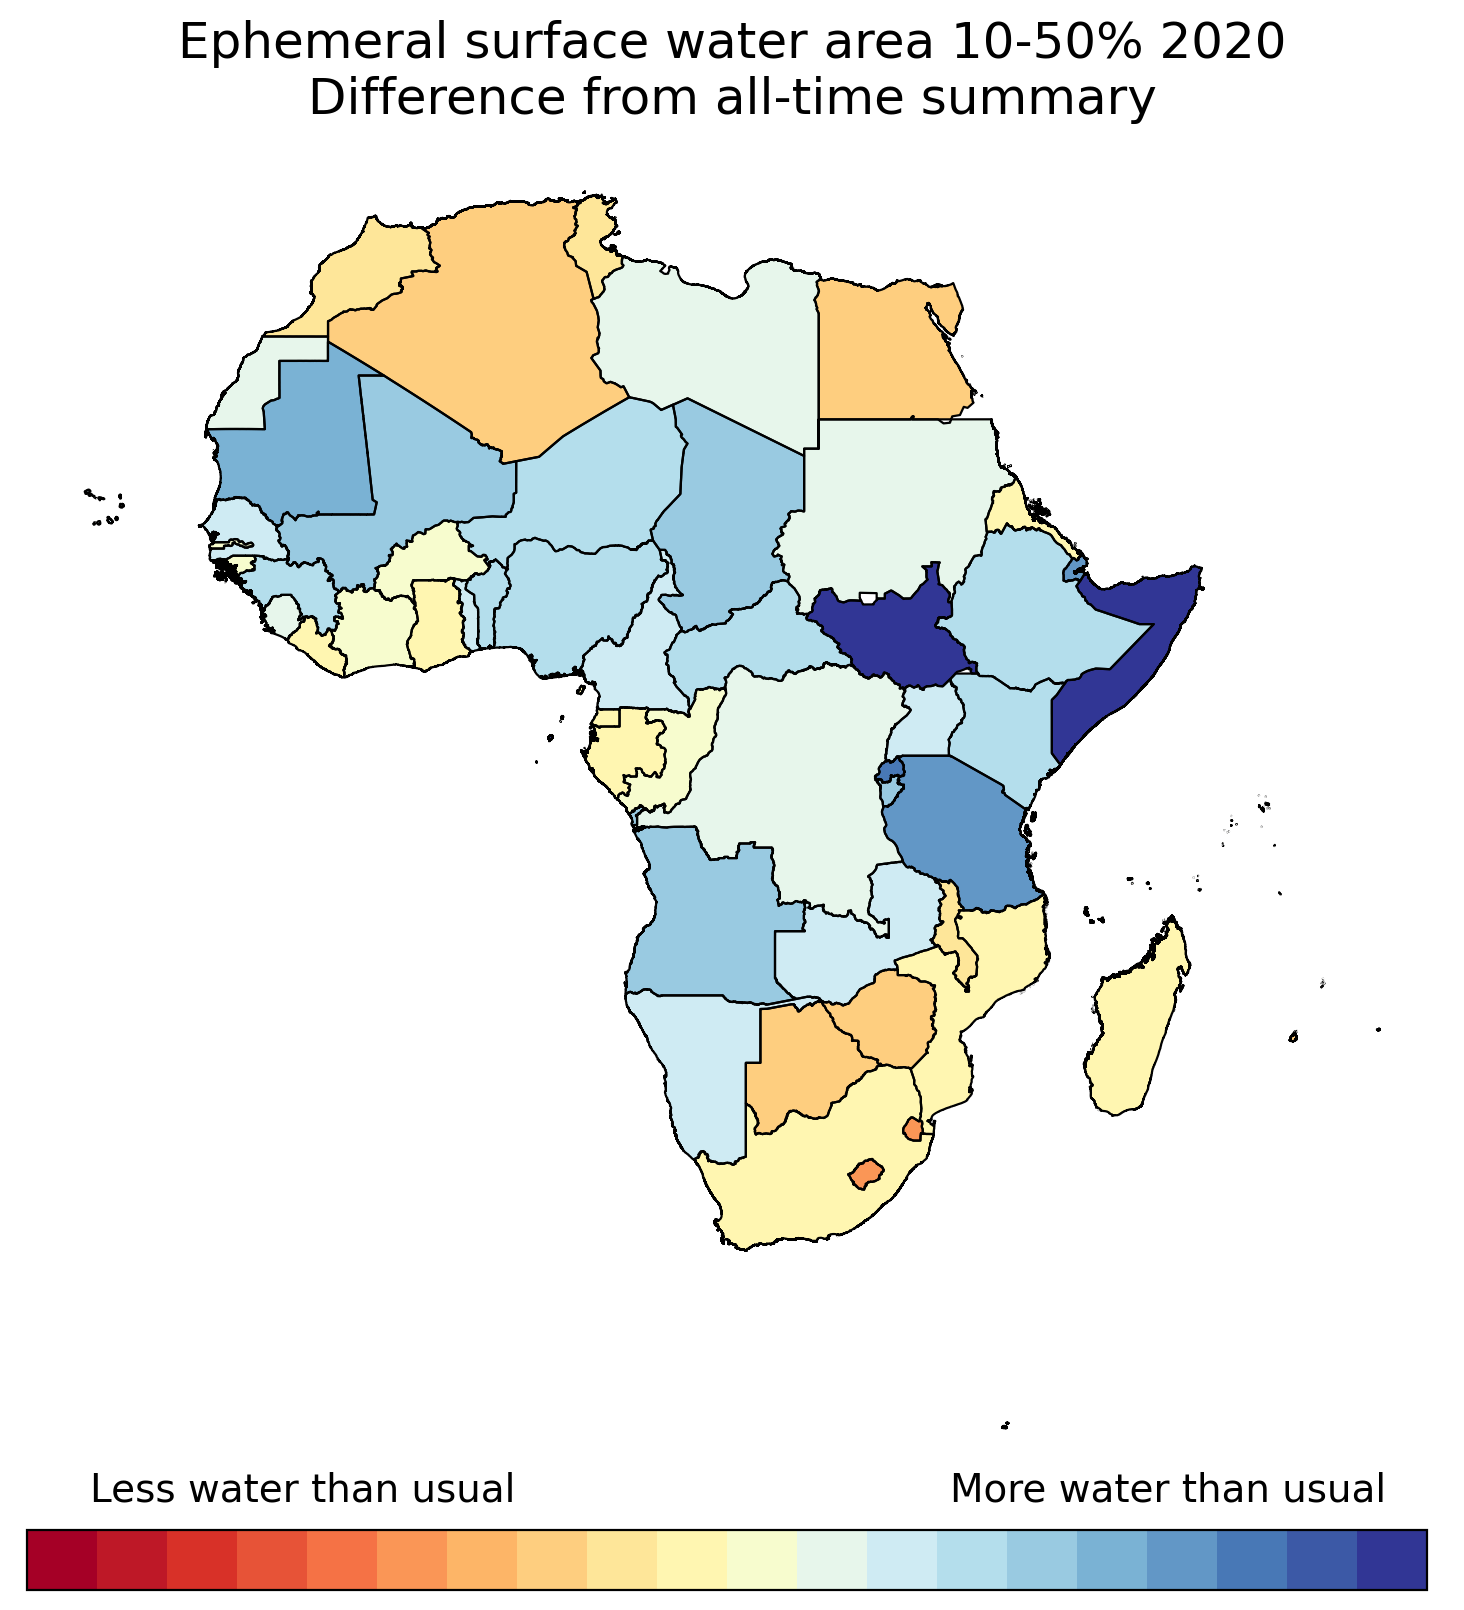 Ephemeral surface water area 10-50% 2020
Difference from all-time summary
Less water than usual
More water than usual